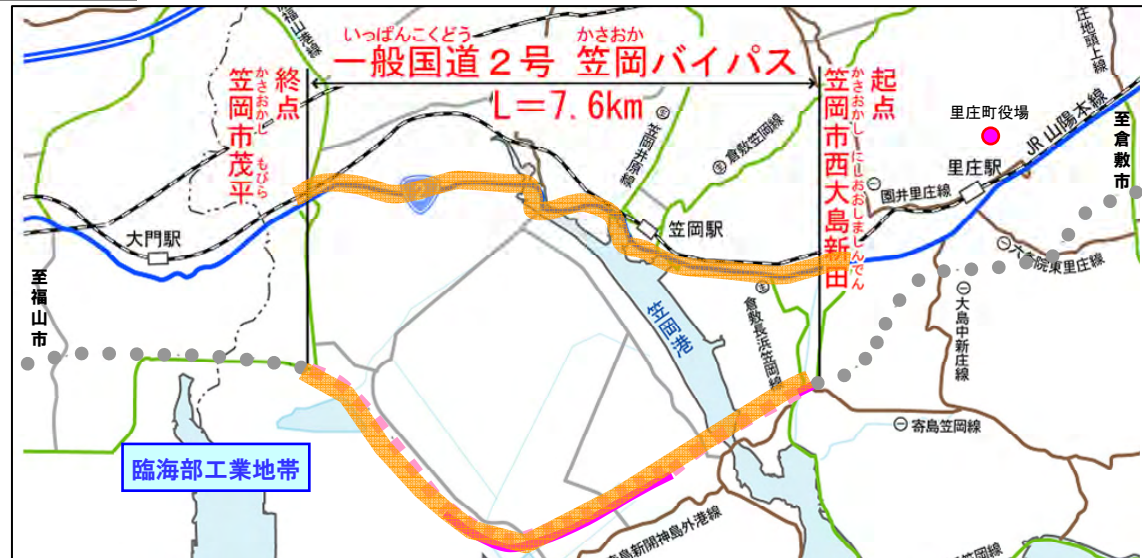 いっぱんこくどう かさおか
一般国道2号 笠岡バイパス
L=7.6km
終点
笠岡市茂平
かさおかし もびら
起点
笠岡市西大島新田
かさおかし にしおおしましんでん
里庄町役場
JR山陽本線
里庄駅
至倉敷市
㊀園井里庄線
㊀大島中新庄線
㊀寄島笠岡線
笠岡井原線
倉敷笠岡線
笠岡駅
倉敷長浜笠岡線
笠岡港
大門駅
至福山市
福山港線
臨海部工業地帯
島新開神島外港線
笠岡線
庄地頭上線